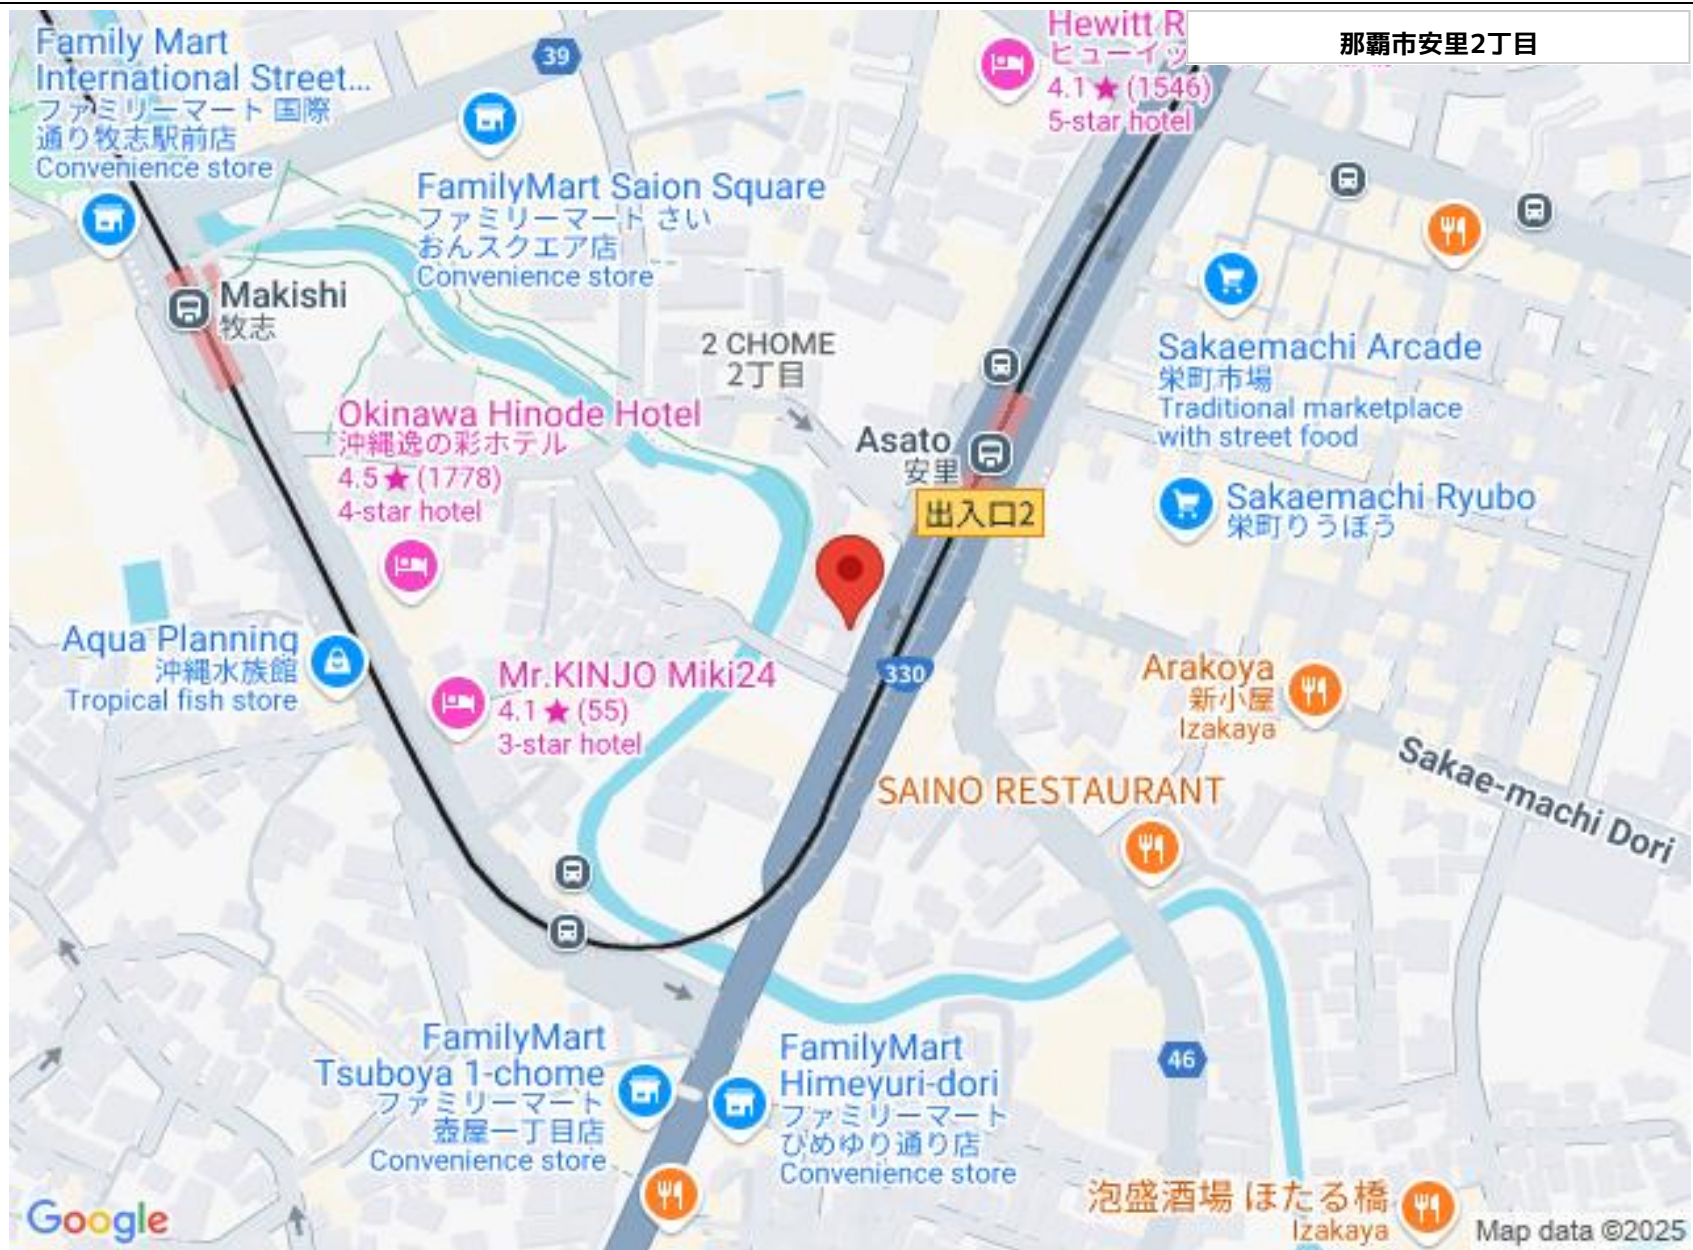 Family Mart
International Street...
ファミリーマート 国際
通り牧志駅前店
Convenience store
39
Hewitt R
ヒューイッ
4.1★(1546)
5-star hotel
那覇市安里2丁目
FamilyMart Saion Square
ファミリーマート さい
おんスクエア店
Convenience store
Makishi
牧志
2 CHOME
2丁目
Sakaemachi Arcade
栄町市場
Traditional marketplace
with street food
Okinawa Hinode Hotel
沖縄逸の彩ホテル
4.5★(1778)
4-star hotel
Asato
安里
出入口2
Sakaemachi Ryubo
栄町りうぼう
Aqua Planning
沖縄水族館
Tropical fish store
Mr.KINJO Miki24
4.1★(55)
3-star hotel
330
Arakoya
新小屋
Izakaya
Sakae-machi Dori
SAINO RESTAURANT
FamilyMart
Tsuboya 1-chome
ファミリーマート
壺屋一丁目店
Convenience store
FamilyMart
Himeyuri-dori
ファミリーマート
ひめゆり通り店
Convenience store
46
泡盛酒場 ほたる橋
Izakaya
Google
Map data ©2025